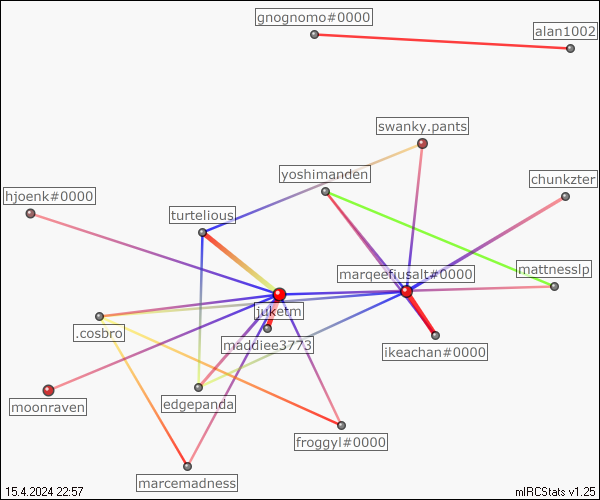 gnognomo#0000
alan1002
swanky.pants
yoshimanden
chunkzter
hjoenk#0000
turtelious
mattnesslp
marqeefiusalt#0000
juketm
.cosbro
maddiee3773
ikeachan#0000
moonraven
edgepanda
froggyl#0000
marcemadness
15.4.2024 22:57
mIRCStats v1.25